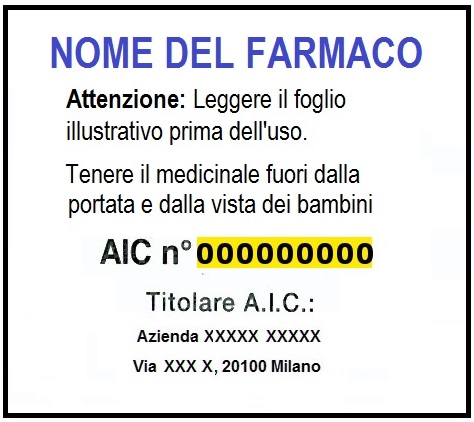 NOME DEL FARMACO
Attenzione: Leggere il foglio
illustrativo prima dell'uso.
Tenere il medicinale fuori dalla
portata e dalla vista dei bambini
AIC n° 000000000
Titolare A.I.C.:
Azienda XXXXX XXXXX
Via XXX X, 20100 Milano